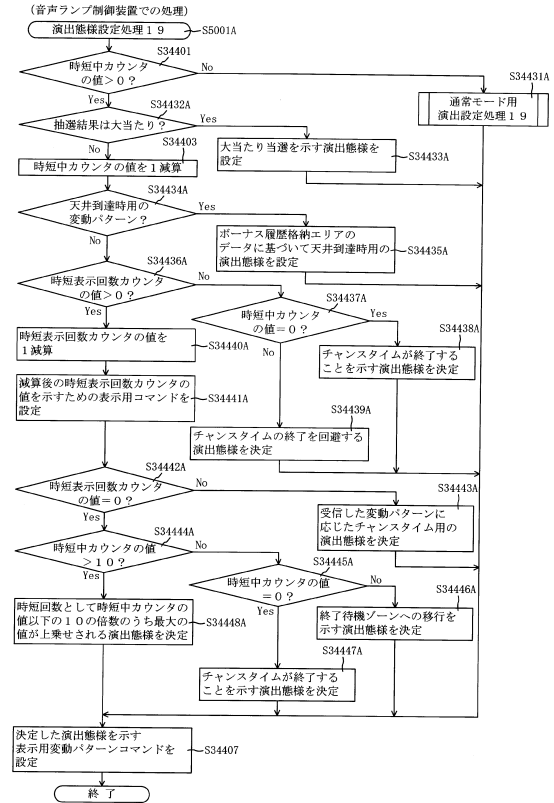 (音声ランプ制御装置での処理)
演出態様設定処理19
S5001A
S34401
時短中カウンタ
の値>0?
No
Yes
S34431A
通常モード用
演出設定処理19
S34432A
抽選結果は大当たり?
Yes
No
大当たり当選を示す演出態様を
設定
S34433A
S34403
時短中カウンタの値を1減算
S34434A
天井到達時用の
変動パターン?
Yes
No
ボーナス履歴格納エリアの
データに基づいて天井到達時用の
演出態様を設定
S34435A
S34436A
時短表示回数カウンタ
の値>0?
No
Yes
S34437A
時短中カウンタ
の値=0?
Yes
No
S34438A
チャンスタイムが終了する
ことを示す演出態様を決定
時短表示回数カウンタの値を
1減算
S34440A
減算後の時短表示回数カウンタの
値を示すための表示用コマンドを
設定
S34441A
S34439A
チャンスタイムの終了を回避する
演出態様を決定
S34442A
時短表示回数カウンタ
の値=0?
No
Yes
S34443A
受信した変動パターンに
応じたチャンスタイム用の
演出態様を決定
S34444A
時短中カウンタの値
>10?
No
Yes
S34445A
時短中カウンタの値
=0?
No
Yes
S34446A
終了待機ゾーンへの移行を
示す演出態様を決定
時短回数として時短中カウンタの
値以下の10の倍数のうち最大の
値が上乗せされる演出態様を決定
S34448A
S34447A
チャンスタイムが終了する
ことを示す演出態様を決定
決定した演出態様を示す
表示用変動パターンコマンドを
設定
S34407
終了